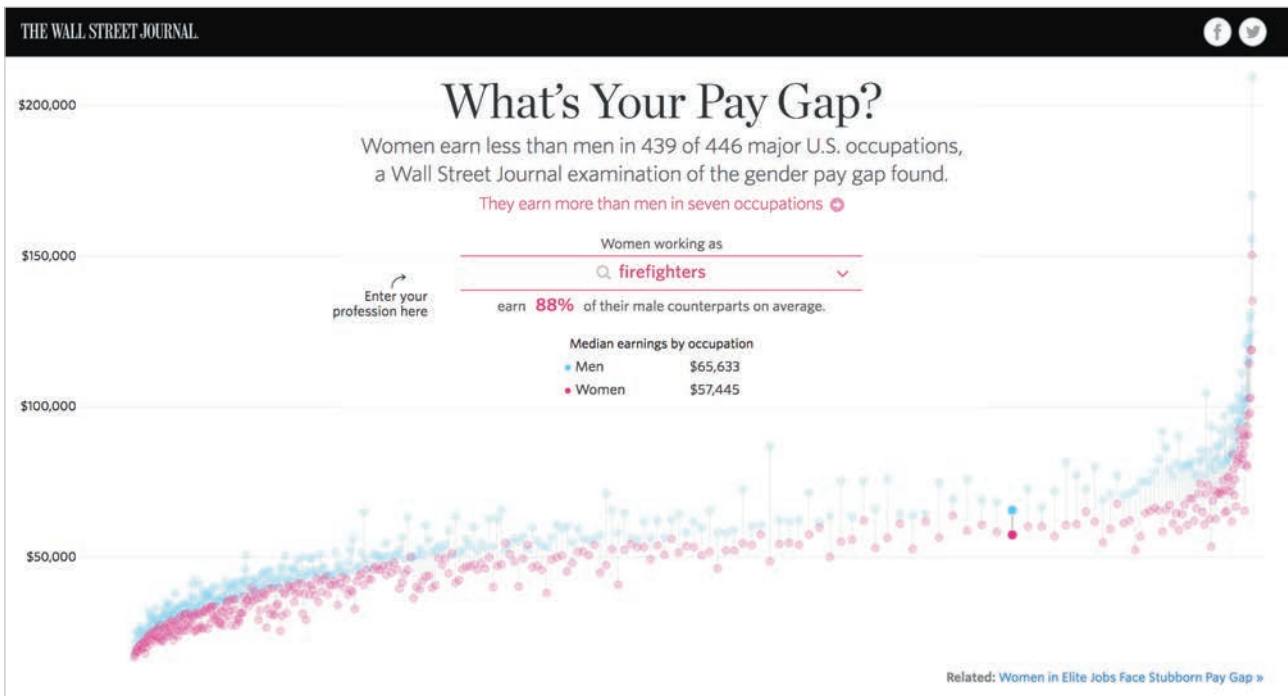 THE WALL STREET JOURNAL.
f
What's Your Pay Gap?
Women earn less than men in 439 of 446 major U.S. occupations,
a Wall Street Journal examination of the gender pay gap found.
They earn more than men in seven occupations
Women working as
firefighters
Enter your
profession here
earn 88% of their male counterparts on average.
Median earnings by occupation
Men $65,633
Women $57,445
$200,000
$150,000
$100,000
$50,000
Related: Women in Elite Jobs Face Stubborn Pay Gap »